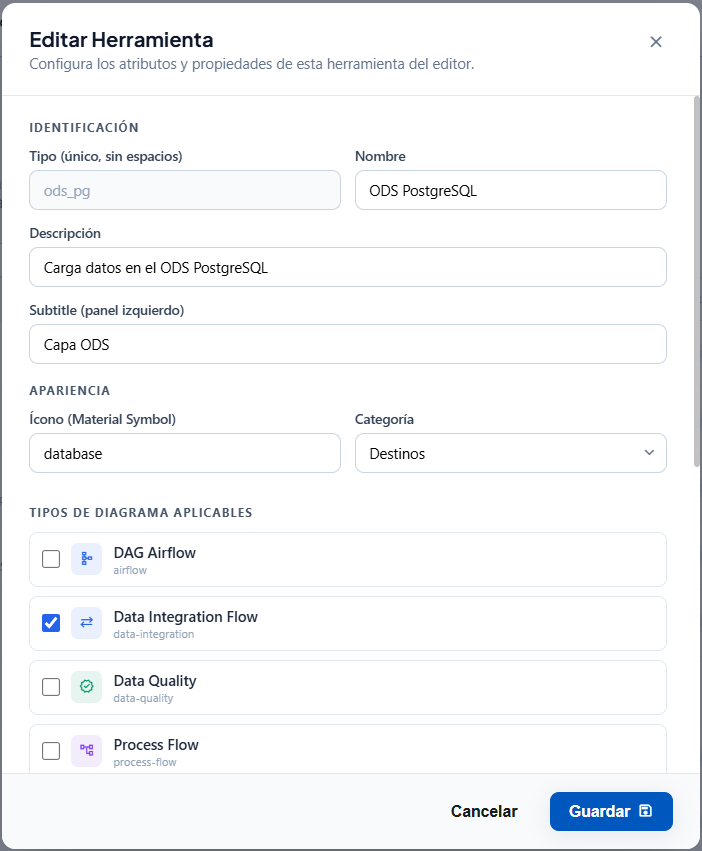 Editar Herramienta
Configura los atributos y propiedades de esta herramienta del editor.
IDENTIFICACIÓN
Tipo (único, sin espacios)
Nombre
ods_pg
ODS PostgreSQL
Descripción
Carga datos en el ODS PostgreSQL
Subtitle (panel izquierdo)
Capa ODS
APARIENCIA
Ícono (Material Symbol)
Categoría
database
Destinos
TIPOS DE DIAGRAMA APLICABLES
DAG Airflow
airflow
Data Integration Flow
data-integration
Data Quality
data-quality
Process Flow
process-flow
Cancelar
Guardar